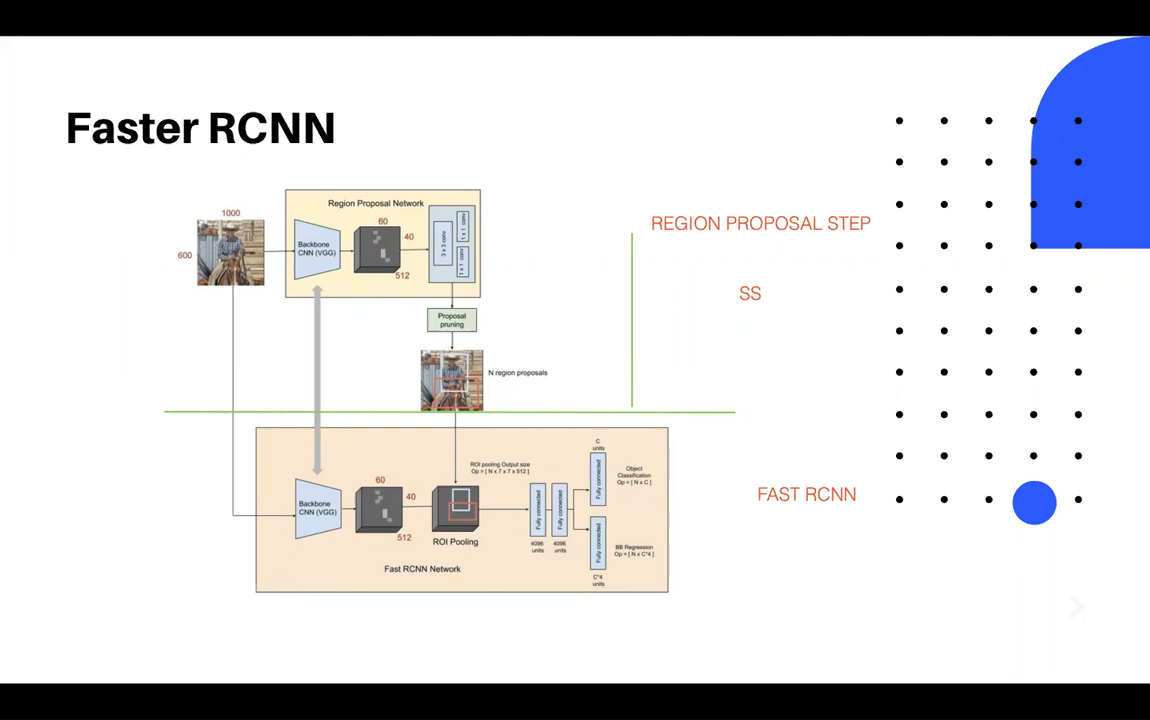 Faster RCNN
1000
600
Region Proposal Network
Backbone
CNN (VGG)
60
40
512
3 x 3 conv
1 x 1 conv
1 x 1 conv
Proposal
pruning
N region proposals
REGION PROPOSAL STEP
SS
Backbone
CNN (VGG)
60
40
512
ROI pooling Output size
Op = [ N x 7 x 7 x 512 ]
ROI Pooling
Fully connected
4096
units
Fully connected
4096
units
C
units
Fully connected
Object
Classification
Op = [ N x C ]
Fully connected
C*4
units
BB Regression
Op = [ N x C*4 ]
Fast RCNN Network
FAST RCNN